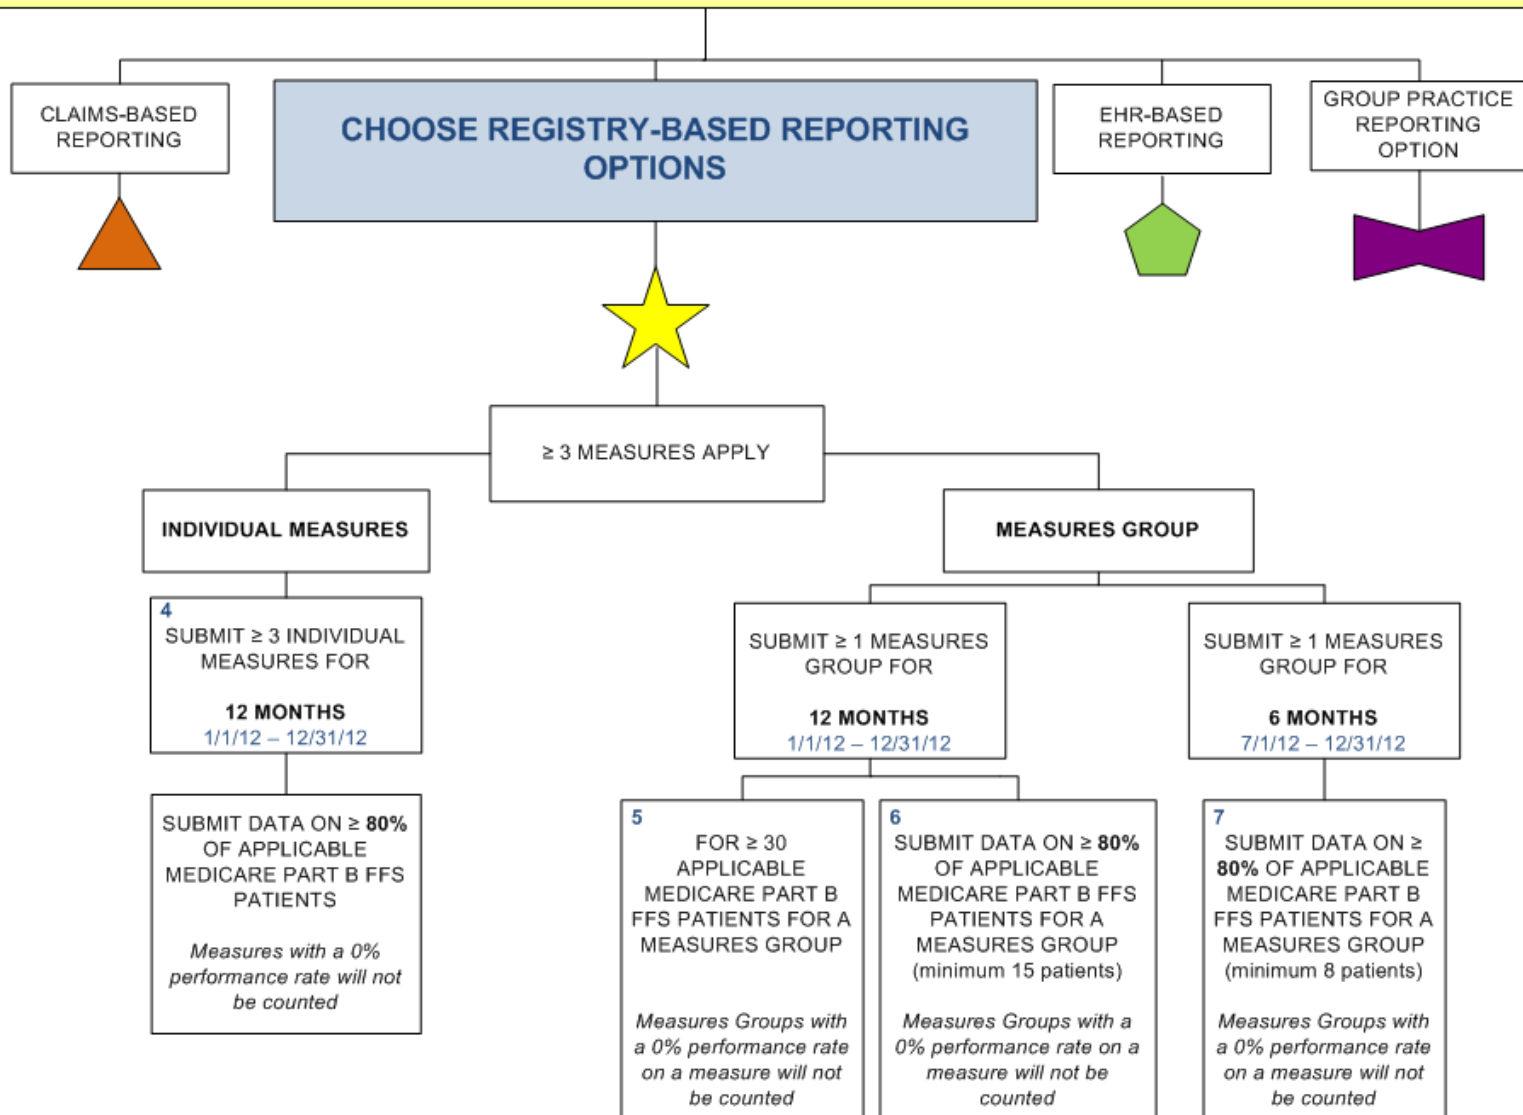 CLAIMS-BASED
REPORTING
CHOOSE REGISTRY-BASED REPORTING
OPTIONS
EHR-BASED
REPORTING
GROUP PRACTICE
REPORTING
OPTION
≥ 3 MEASURES APPLY
INDIVIDUAL MEASURES
MEASURES GROUP
4
SUBMIT ≥ 3 INDIVIDUAL
MEASURES FOR
12 MONTHS
1/1/12 – 12/31/12
SUBMIT ≥ 1 MEASURES
GROUP FOR
12 MONTHS
1/1/12 – 12/31/12
SUBMIT ≥ 1 MEASURES
GROUP FOR
6 MONTHS
7/1/12 – 12/31/12
SUBMIT DATA ON ≥ 80%
OF APPLICABLE
MEDICARE PART B FFS
PATIENTS
Measures with a 0%
performance rate will not
be counted
5
FOR ≥ 30
APPLICABLE
MEDICARE PART B
FFS PATIENTS FOR A
MEASURES GROUP
Measures Groups with
a 0% performance rate
on a measure will not
be counted
6
SUBMIT DATA ON ≥ 80%
OF APPLICABLE
MEDICARE PART B FFS
PATIENTS FOR A
MEASURES GROUP
(minimum 15 patients)
Measures Groups with a
0% performance rate on a
measure will not be
counted
7
SUBMIT DATA ON ≥
80% OF APPLICABLE
MEDICARE PART B
FFS PATIENTS FOR A
MEASURES GROUP
(minimum 8 patients)
Measures Groups with
a 0% performance rate
on a measure will not
be counted